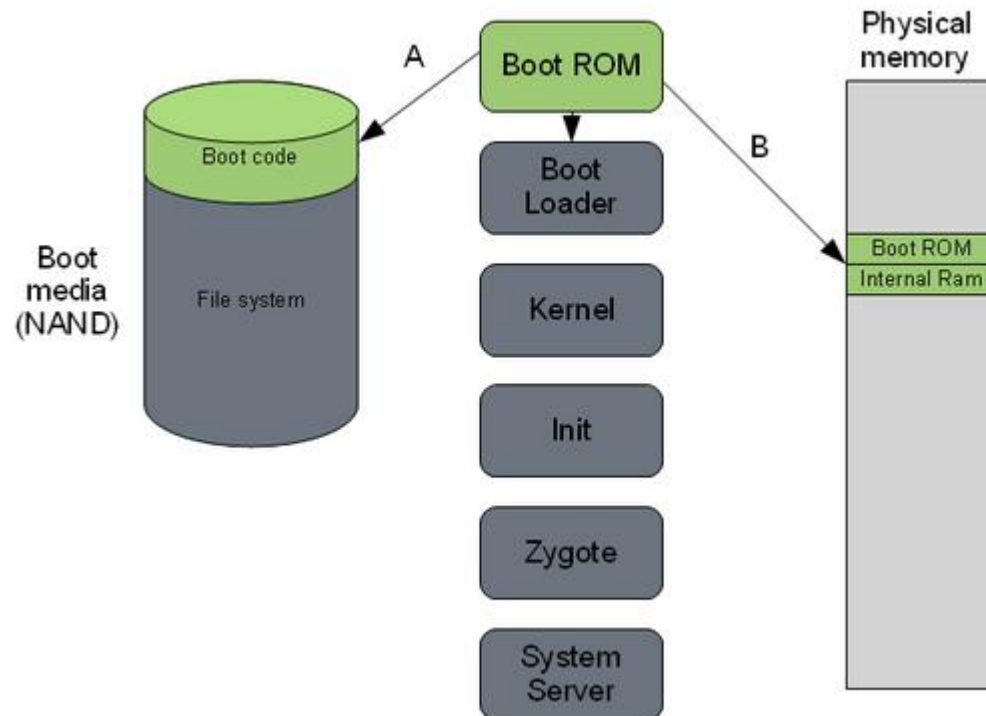 Physical
memory
A
Boot ROM
B
Boot code
Boot
Loader
Boot ROM
Internal Ram
Boot
media
(NAND)
File system
Kernel
Init
Zygote
System
Server